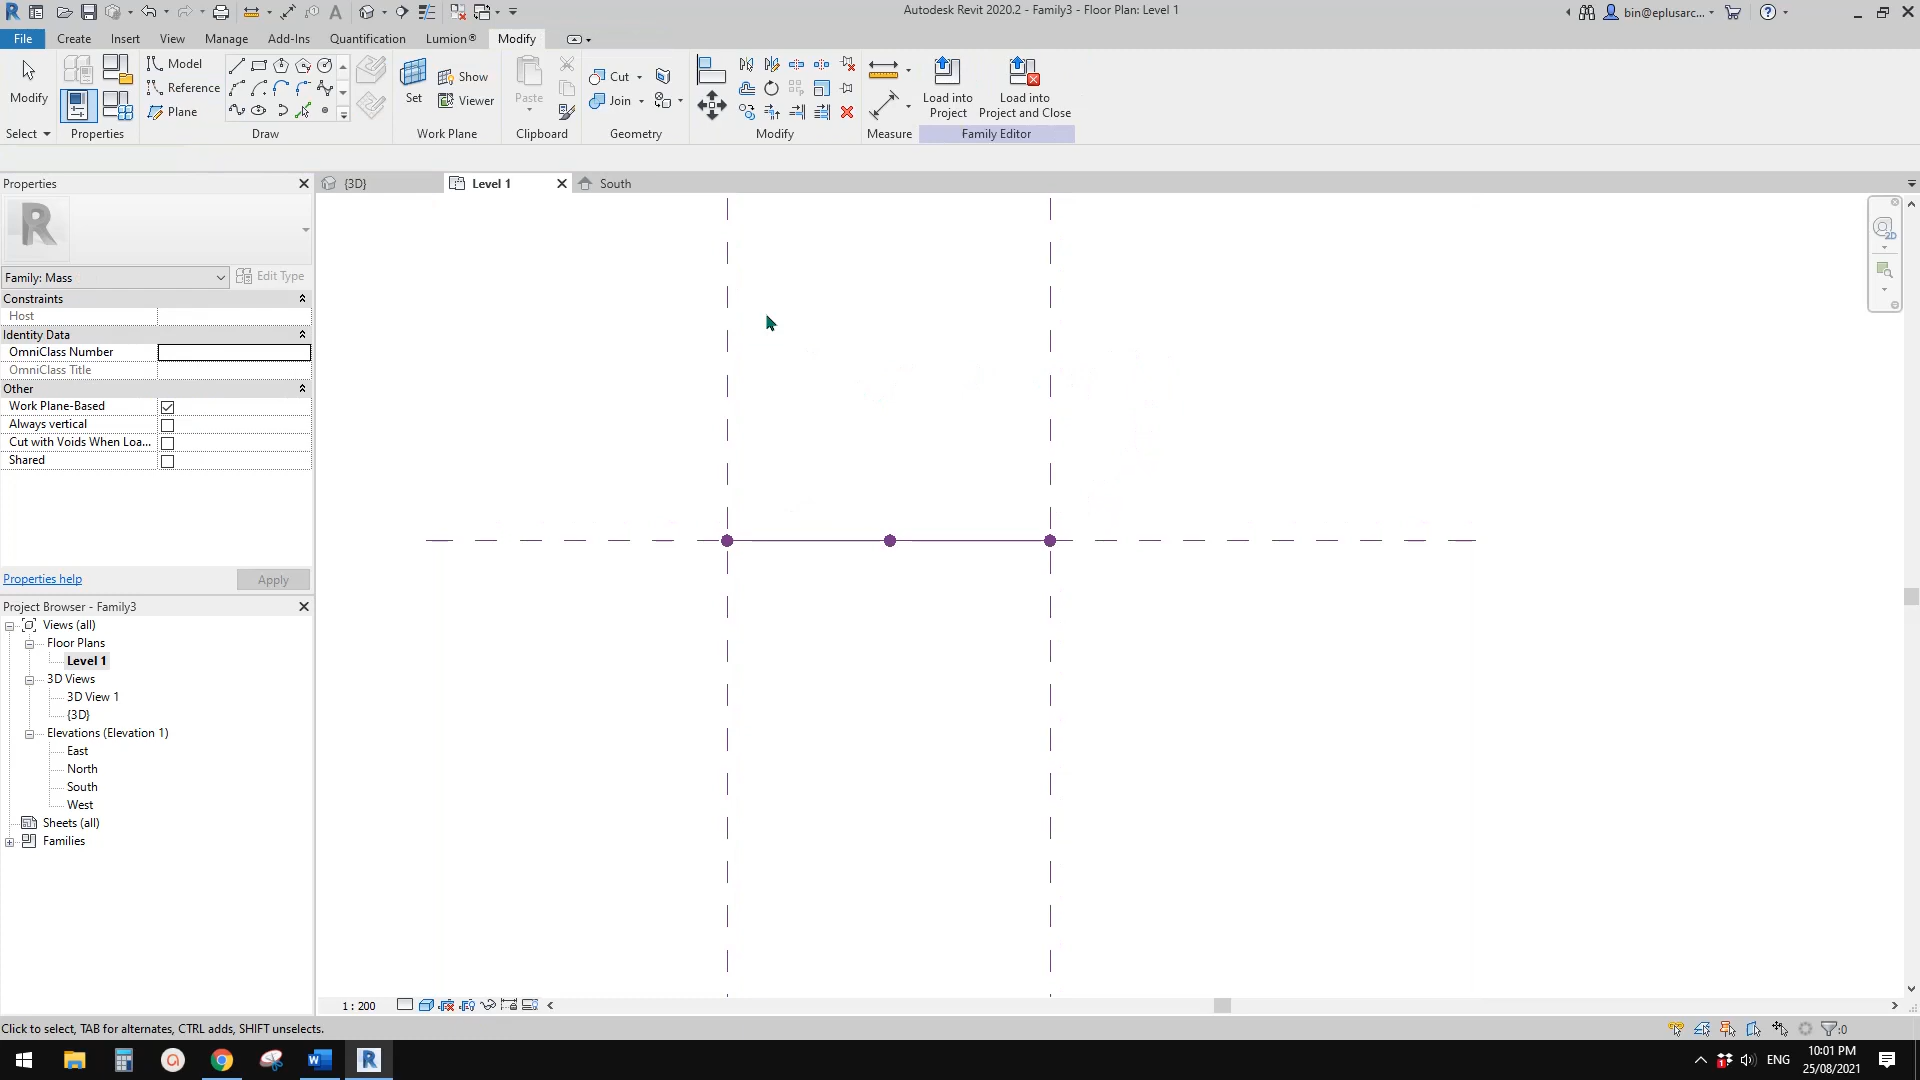 Autodesk Revit 2020.2 - Family3 - Floor Plan: Level 1
bin@eplusarc...
File Create Insert View Manage Add-Ins Quantification Lumion® Modify
Modify
Select
Properties
Model
Reference
Plane
Draw
Set
Show
Viewer
Work Plane
Paste
Clipboard
Cut
Join
Geometry
Modify
Measure
Load into
Project
Load into
Project and Close
Family Editor
Properties
{3D}
Level 1
South
R
Family: Mass
Edit Type
Constraints
Host
Identity Data
OmniClass Number
OmniClass Title
Other
Work Plane-Based
Always vertical
Cut with Voids When Loa...
Shared
Properties help
Apply
Project Browser - Family3
Views (all)
Floor Plans
Level 1
3D Views
3D View 1
{3D}
Elevations (Elevation 1)
East
North
South
West
Sheets (all)
Families
2D
1 : 200
Click to select, TAB for alternates, CTRL adds, SHIFT unselects.
:0
ENG
10:01 PM
25/08/2021